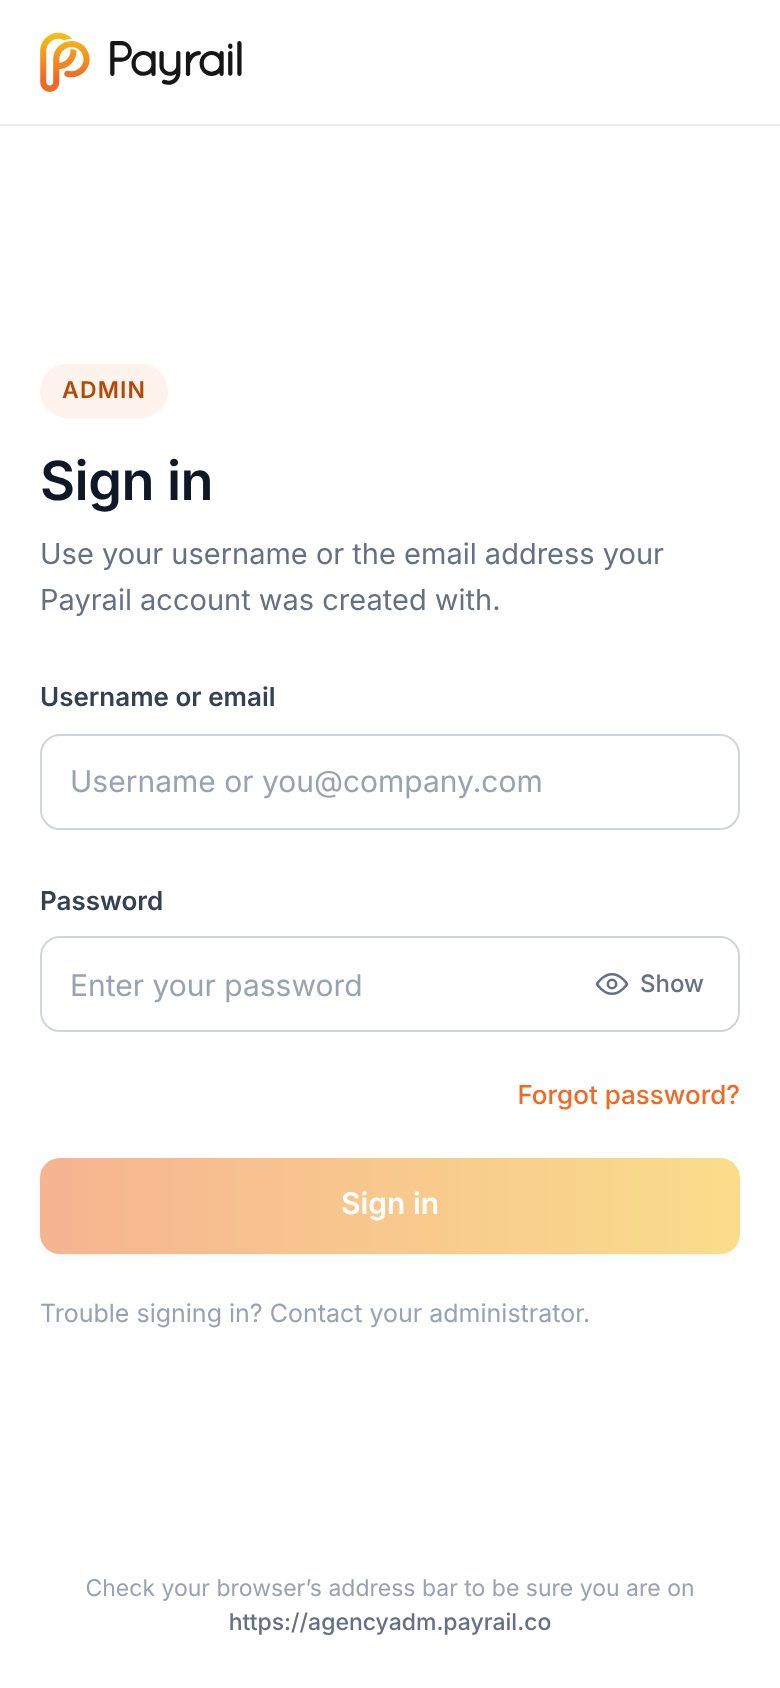 Payrail
ADMIN
Sign in
Use your username or the email address your
Payrail account was created with.
Username or email
Username or you@company.com
Password
Enter your password
Show
Forgot password?
Sign in
Trouble signing in? Contact your administrator.
Check your browser’s address bar to be sure you are on
https://agencyadm.payrail.co